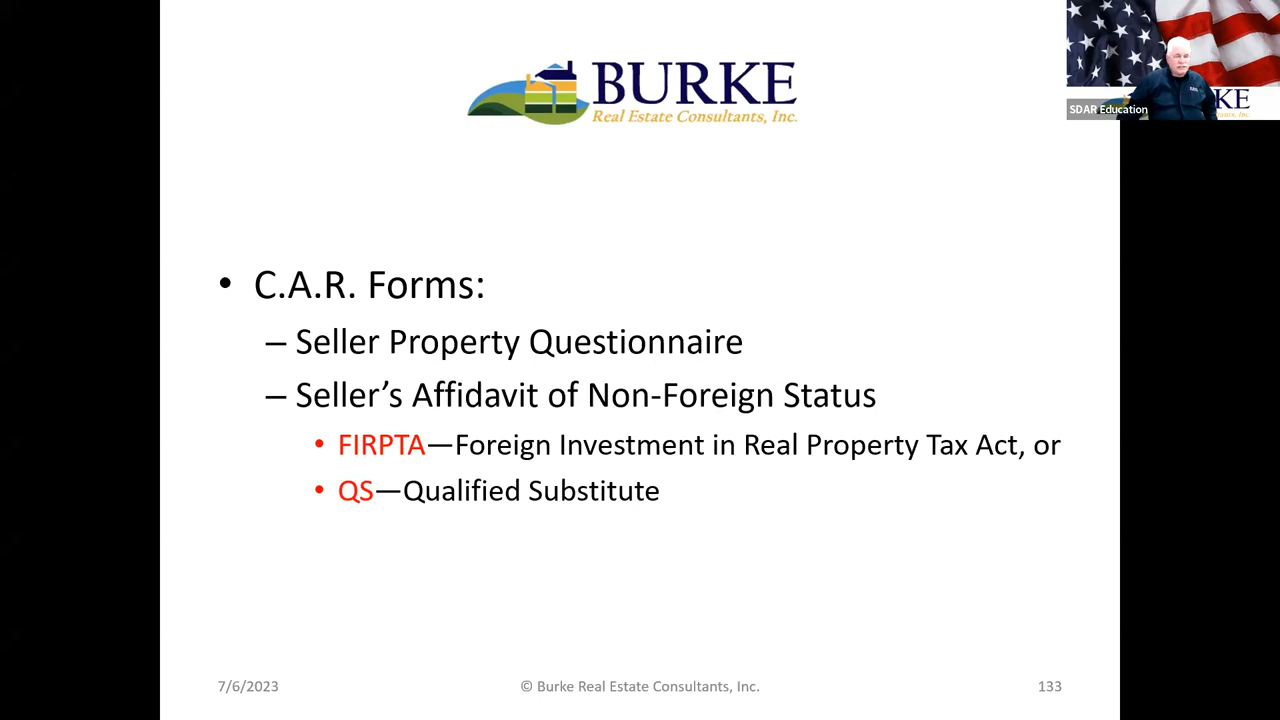 BURKE
Real Estate Consultants, Inc.
SDAR Education
KE
• C.A.R. Forms:
– Seller Property Questionnaire
– Seller’s Affidavit of Non-Foreign Status
• FIRPTA—Foreign Investment in Real Property Tax Act, or
• QS—Qualified Substitute
7/6/2023
© Burke Real Estate Consultants, Inc.
133